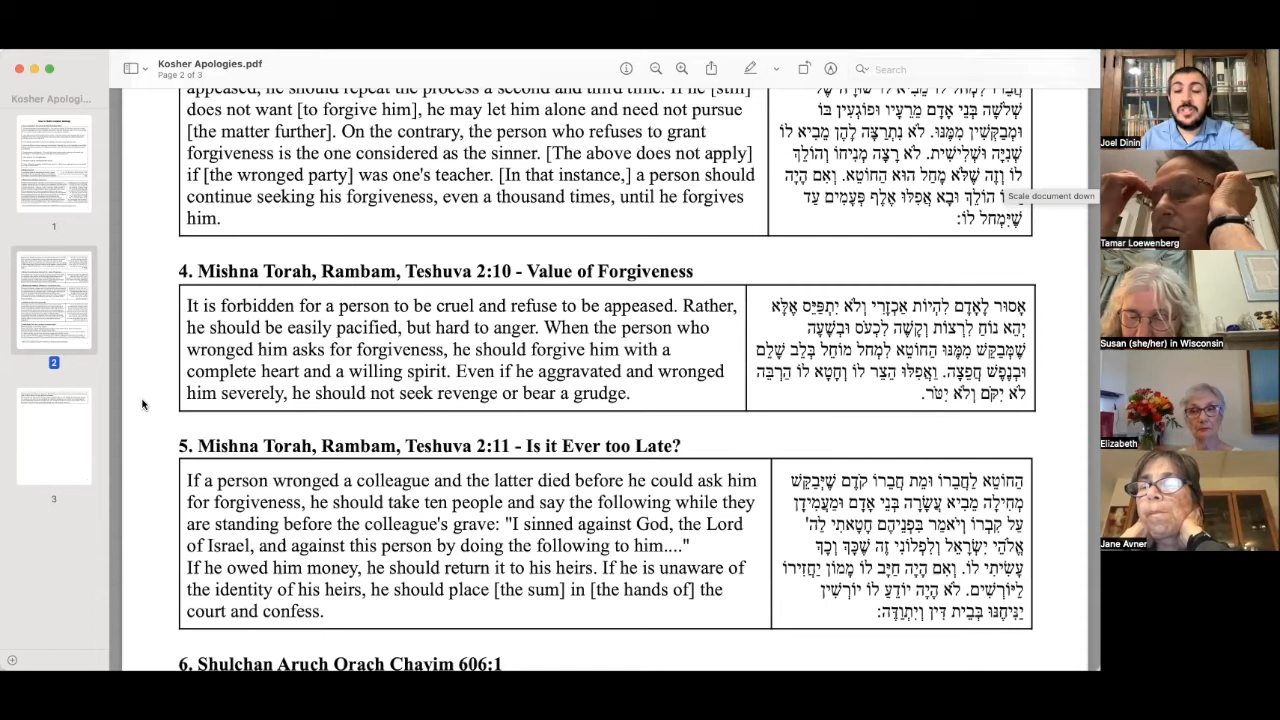 Kosher Apologies.pdf
Page 2 of 3
Search
Kosher Apologi...
1
2
3
appeased, he should repeat the process a second and third time. If he [still]
does not want [to forgive him], he may let him alone and need not pursue
[the matter further]. On the contrary, the person who refuses to grant
forgiveness is the one considered as the sinner. [The above does not apply]
if [the wronged party] was one's teacher. [In that instance,] a person should
continue seeking his forgiveness, even a thousand times, until he forgives
him.
שְׁלֹשָׁה בְּנֵי אָדָם מֵרֵעָיו וּפוֹגְעִין בּוֹ
וּמְבַקְּשִׁין מִמֶּנּוּ. לֹא נִתְרַצָּה לָהֶן מֵבִיא לוֹ
שְׁנִיָּה וּשְׁלִישִׁית. לֹא רָצָה מַנִּיחוֹ וְהוֹלֵךְ
לוֹ וְזֶה שֶׁלֹּא מָחַל הוּא הַחוֹטֵא. וְאִם הָיָה
הוֹלֵךְ וּבָא אֲפִלּוּ אֶלֶף פְּעָמִים עַד
שֶׁיִּמְחל לוֹ:
Scale document down
4. Mishna Torah, Rambam, Teshuva 2:10 - Value of Forgiveness
It is forbidden for a person to be cruel and refuse to be appeased. Rather,
he should be easily pacified, but hard to anger. When the person who
wronged him asks for forgiveness, he should forgive him with a
complete heart and a willing spirit. Even if he aggravated and wronged
him severely, he should not seek revenge or bear a grudge.
אָסוּר לָאָדָם לִהְיוֹת אַכְזָרִי וְלֹא יִתְפַּיֵּס אֶלָּא
יְהֵא נוֹחַ לִרְצוֹת וְקָשֶׁה לִכְעֹס וּבְשָׁעָה
שֶׁמְּבַקֵּשׁ מִמֶּנּוּ הַחוֹטֵא לִמְחל מוֹחֵל בְּלֵב שָׁלֵם
וּבְנֶפֶשׁ חֲפֵצָה. וַאֲפִלּוּ הֵצֵר לוֹ וְחָטָא לוֹ הַרְבֵּה
לֹא יִקֹּם וְלֹא יִטֹּר.
5. Mishna Torah, Rambam, Teshuva 2:11 - Is it Ever too Late?
If a person wronged a colleague and the latter died before he could ask him
for forgiveness, he should take ten people and say the following while they
are standing before the colleague's grave: "I sinned against God, the Lord
of Israel, and against this person by doing the following to him...."
If he owed him money, he should return it to his heirs. If he is unaware of
the identity of his heirs, he should place [the sum] in [the hands of] the
court and confess.
הַחוֹטֵא לַחֲבֵרוֹ וּמֵת חֲבֵרוֹ קֹדֶם שֶׁיְּבַקֵּשׁ
מְחִילָה מֵבִיא עֲשָׂרָה בְּנֵי אָדָם וּמַעֲמִידָן
עַל קִבְרוֹ וְיֹאמַר בִּפְנֵיהֶם חָטָאתִי לַה'
אֱלֹהֵי יִשְׂרָאֵל וְלִפְלוֹנִי זֶה שֶׁכָּךְ וְכָךְ
עָשִׂיתִי לוֹ. וְאִם הָיָה חַיָּב לוֹ מָמוֹן יַחֲזִירוֹ
לַיּוֹרְשִׁים. לֹא הָיָה יוֹדֵעַ לוֹ יוֹרְשִׁין
יַנִּיחֶנּוּ בְּבֵית דִּין וְיִתְוַדֶּה:
6. Shulchan Aruch Orach Chayim 606:1
Joel Dinin
Tamar Loewenberg
Susan (she/her) in Wisconsin
Elizabeth
Jane Avner